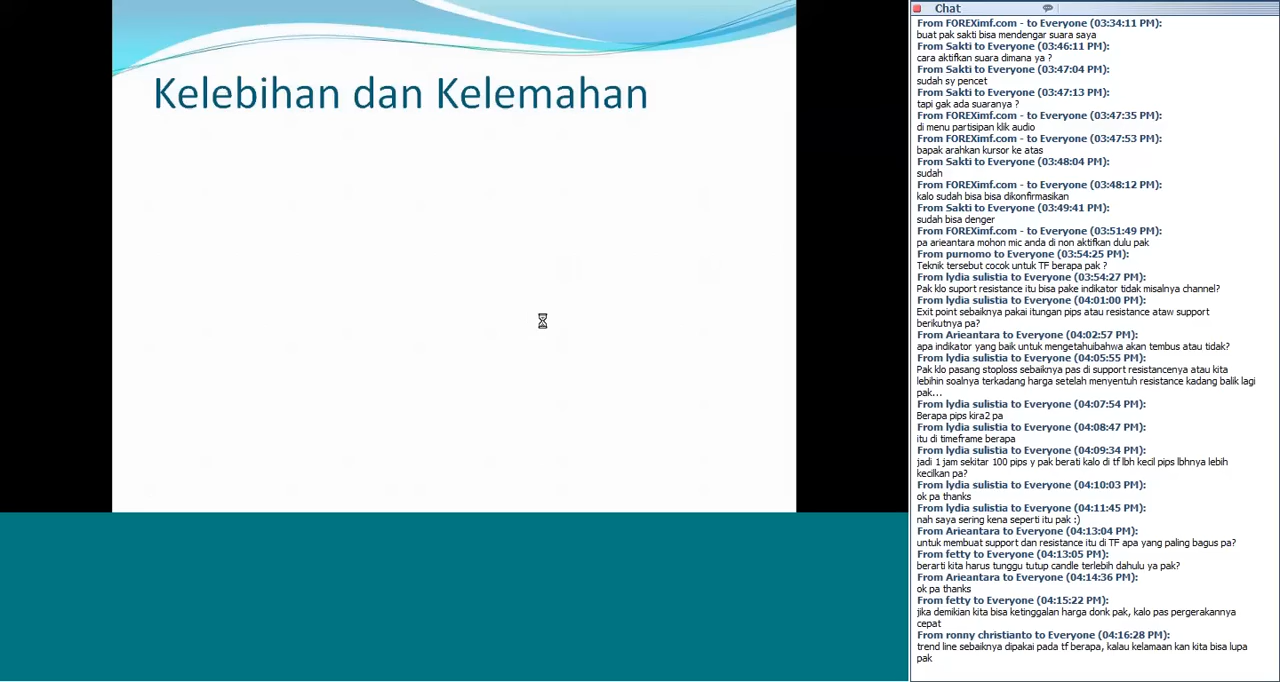 Kelebihan dan Kelemahan
Chat
From FOREXimf.com - to Everyone (03:34:11 PM):
buat pak sakti bisa mendengar suara saya
From Sakti to Everyone (03:46:11 PM):
cara aktifkan suara dimana ya ?
From Sakti to Everyone (03:47:04 PM):
sudah sy pencet
From Sakti to Everyone (03:47:13 PM):
tapi gak ada suaranya ?
From FOREXimf.com - to Everyone (03:47:35 PM):
di menu partisipan klik audio
From FOREXimf.com - to Everyone (03:47:53 PM):
bapak arahkan kursor ke atas
From Sakti to Everyone (03:48:04 PM):
sudah
From FOREXimf.com - to Everyone (03:48:12 PM):
kalo sudah bisa bisa dikonfirmasikan
From Sakti to Everyone (03:49:41 PM):
sudah bisa denger
From FOREXimf.com - to Everyone (03:51:49 PM):
pa arieantara mohon mic anda di non aktifkan dulu pak
From purnomo to Everyone (03:54:25 PM):
Teknik tersebut cocok untuk TF berapa pak ?
From lydia sulistia to Everyone (03:54:27 PM):
Pak klo suport resistance itu bisa pake indikator tidak misalnya channel?
From lydia sulistia to Everyone (04:01:00 PM):
Exit point sebaiknya pakai itungan pips atau resistance ataw support
berikutnya pa?
From Arieantara to Everyone (04:02:57 PM):
apa indikator yang baik untuk mengetahuibahwa akan tembus atau tidak?
From lydia sulistia to Everyone (04:05:55 PM):
Pak klo pasang stoploss sebaiknya pas di support resistancenya atau kita
lebihin soalnya terkadang harga setelah menyentuh resistance kadang balik lagi
pak...
From lydia sulistia to Everyone (04:07:54 PM):
Berapa pips kira2 pa
From lydia sulistia to Everyone (04:08:47 PM):
itu di timeframe berapa
From lydia sulistia to Everyone (04:09:34 PM):
jadi 1 jam sekitar 100 pips y pak berati kalo di tf lbh kecil pips lbhnya lebih
kecilkan pa?
From lydia sulistia to Everyone (04:10:03 PM):
ok pa thanks
From lydia sulistia to Everyone (04:11:45 PM):
nah saya sering kena seperti itu pak :)
From Arieantara to Everyone (04:13:04 PM):
untuk membuat support dan resistance itu di TF apa yang paling bagus pa?
From fetty to Everyone (04:13:05 PM):
berarti kita harus tunggu tutup candle terlebih dahulu ya pak?
From Arieantara to Everyone (04:14:36 PM):
ok pa thanks
From fetty to Everyone (04:15:22 PM):
jika demikian kita bisa ketinggalan harga donk pak, kalo pas pergerakannya
cepat
From ronny christianto to Everyone (04:16:28 PM):
trend line sebaiknya dipakai pada tf berapa, kalau kelamaan kan kita bisa lupa
pak